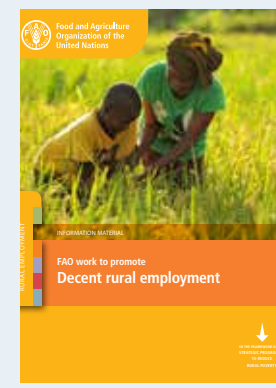 Food and Agriculture
Organization of the
United Nations
INFORMATION MATERIAL
RURAL EMPLOYMENT
FAO work to promote
Decent rural employment